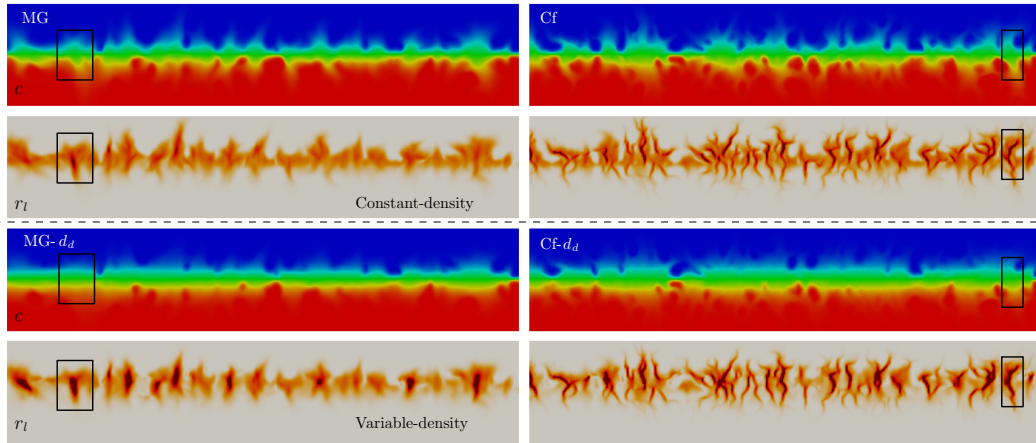 MG
Cf
c
r_l
Constant-density
MG-d_d
Cf-d_d
c
r_l
Variable-density